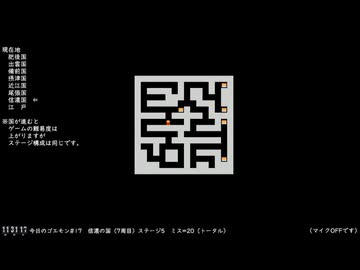 現在地
肥後国
出雲国
備前国
摂津国
近江国
尾張国
信濃国 ⇐
江 戸
※国が進むと
ゲームの難易度は
上がりますが
ステージ構成は同じです。
今日のゴエモン#17 信濃の国（7周目）ステージ5 ミス=20（トータル）
（マイクOFFです）